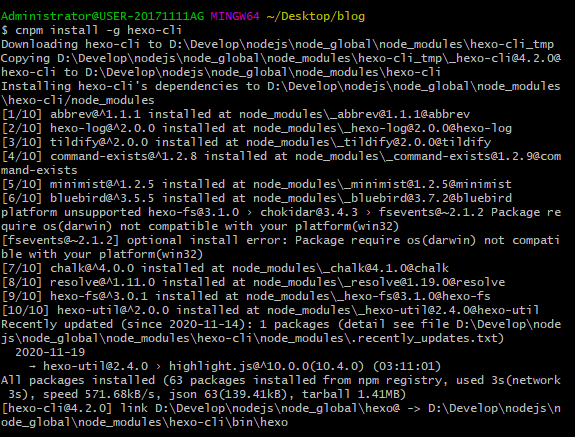 Administrator@USER-20171111AG MINGW64 ~/Desktop/blog
$ cnpm install -g hexo-cli
Downloading hexo-cli to D:\Develop\nodejs\node_global\node_modules\hexo-cli_tmp
Copying D:\Develop\nodejs\node_global\node_modules\hexo-cli_tmp\_hexo-cli@4.2.0@
hexo-cli to D:\Develop\nodejs\node_global\node_modules\hexo-cli
Installing hexo-cli's dependencies to D:\Develop\nodejs\node_global\node_modules
\hexo-cli/node_modules
[1/10] abbrev@^1.1.1 installed at node_modules\_abbrev@1.1.1@abbrev
[2/10] hexo-log@^2.0.0 installed at node_modules\_hexo-log@2.0.0@hexo-log
[3/10] tildify@^2.0.0 installed at node_modules\_tildify@2.0.0@tildify
[4/10] command-exists@^1.2.8 installed at node_modules\_command-exists@1.2.9@com
mand-exists
[5/10] minimist@^1.2.5 installed at node_modules\_minimist@1.2.5@minimist
[6/10] bluebird@^3.5.5 installed at node_modules\_bluebird@3.7.2@bluebird
platform unsupported hexo-fs@3.1.0 › chokidar@3.4.3 › fsevents@~2.1.2 Package re
quire os(darwin) not compatible with your platform(win32)
[fsevents@~2.1.2] optional install error: Package require os(darwin) not compati
ble with your platform(win32)
[7/10] chalk@^4.0.0 installed at node_modules\_chalk@4.1.0@chalk
[8/10] resolve@^1.11.0 installed at node_modules\_resolve@1.19.0@resolve
[9/10] hexo-fs@^3.0.1 installed at node_modules\_hexo-fs@3.1.0@hexo-fs
[10/10] hexo-util@^2.0.0 installed at node_modules\_hexo-util@2.4.0@hexo-util
Recently updated (since 2020-11-14): 1 packages (detail see file D:\Develop\node
js\node_global\node_modules\hexo-cli\node_modules\.recently_updates.txt)
2020-11-19
→ hexo-util@2.4.0 › highlight.js@^10.0.0(10.4) (03:11:01)
All packages installed (63 packages installed from npm registry, used 3s(network
3s), speed 571.68kB/s, json 63(139.41kB), tarball 1.41MB)
[hexo-cli@4.2.0] link D:\Develop\nodejs\node_global\hexo@ -> D:\Develop\nodejs\n
ode_global\node_modules\hexo-cli\bin\hexo